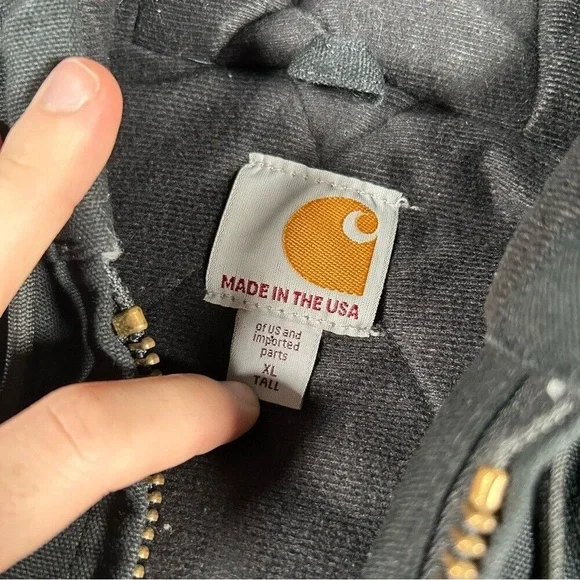 MADE IN THE USA
of US and
imported
parts
XL
TALL